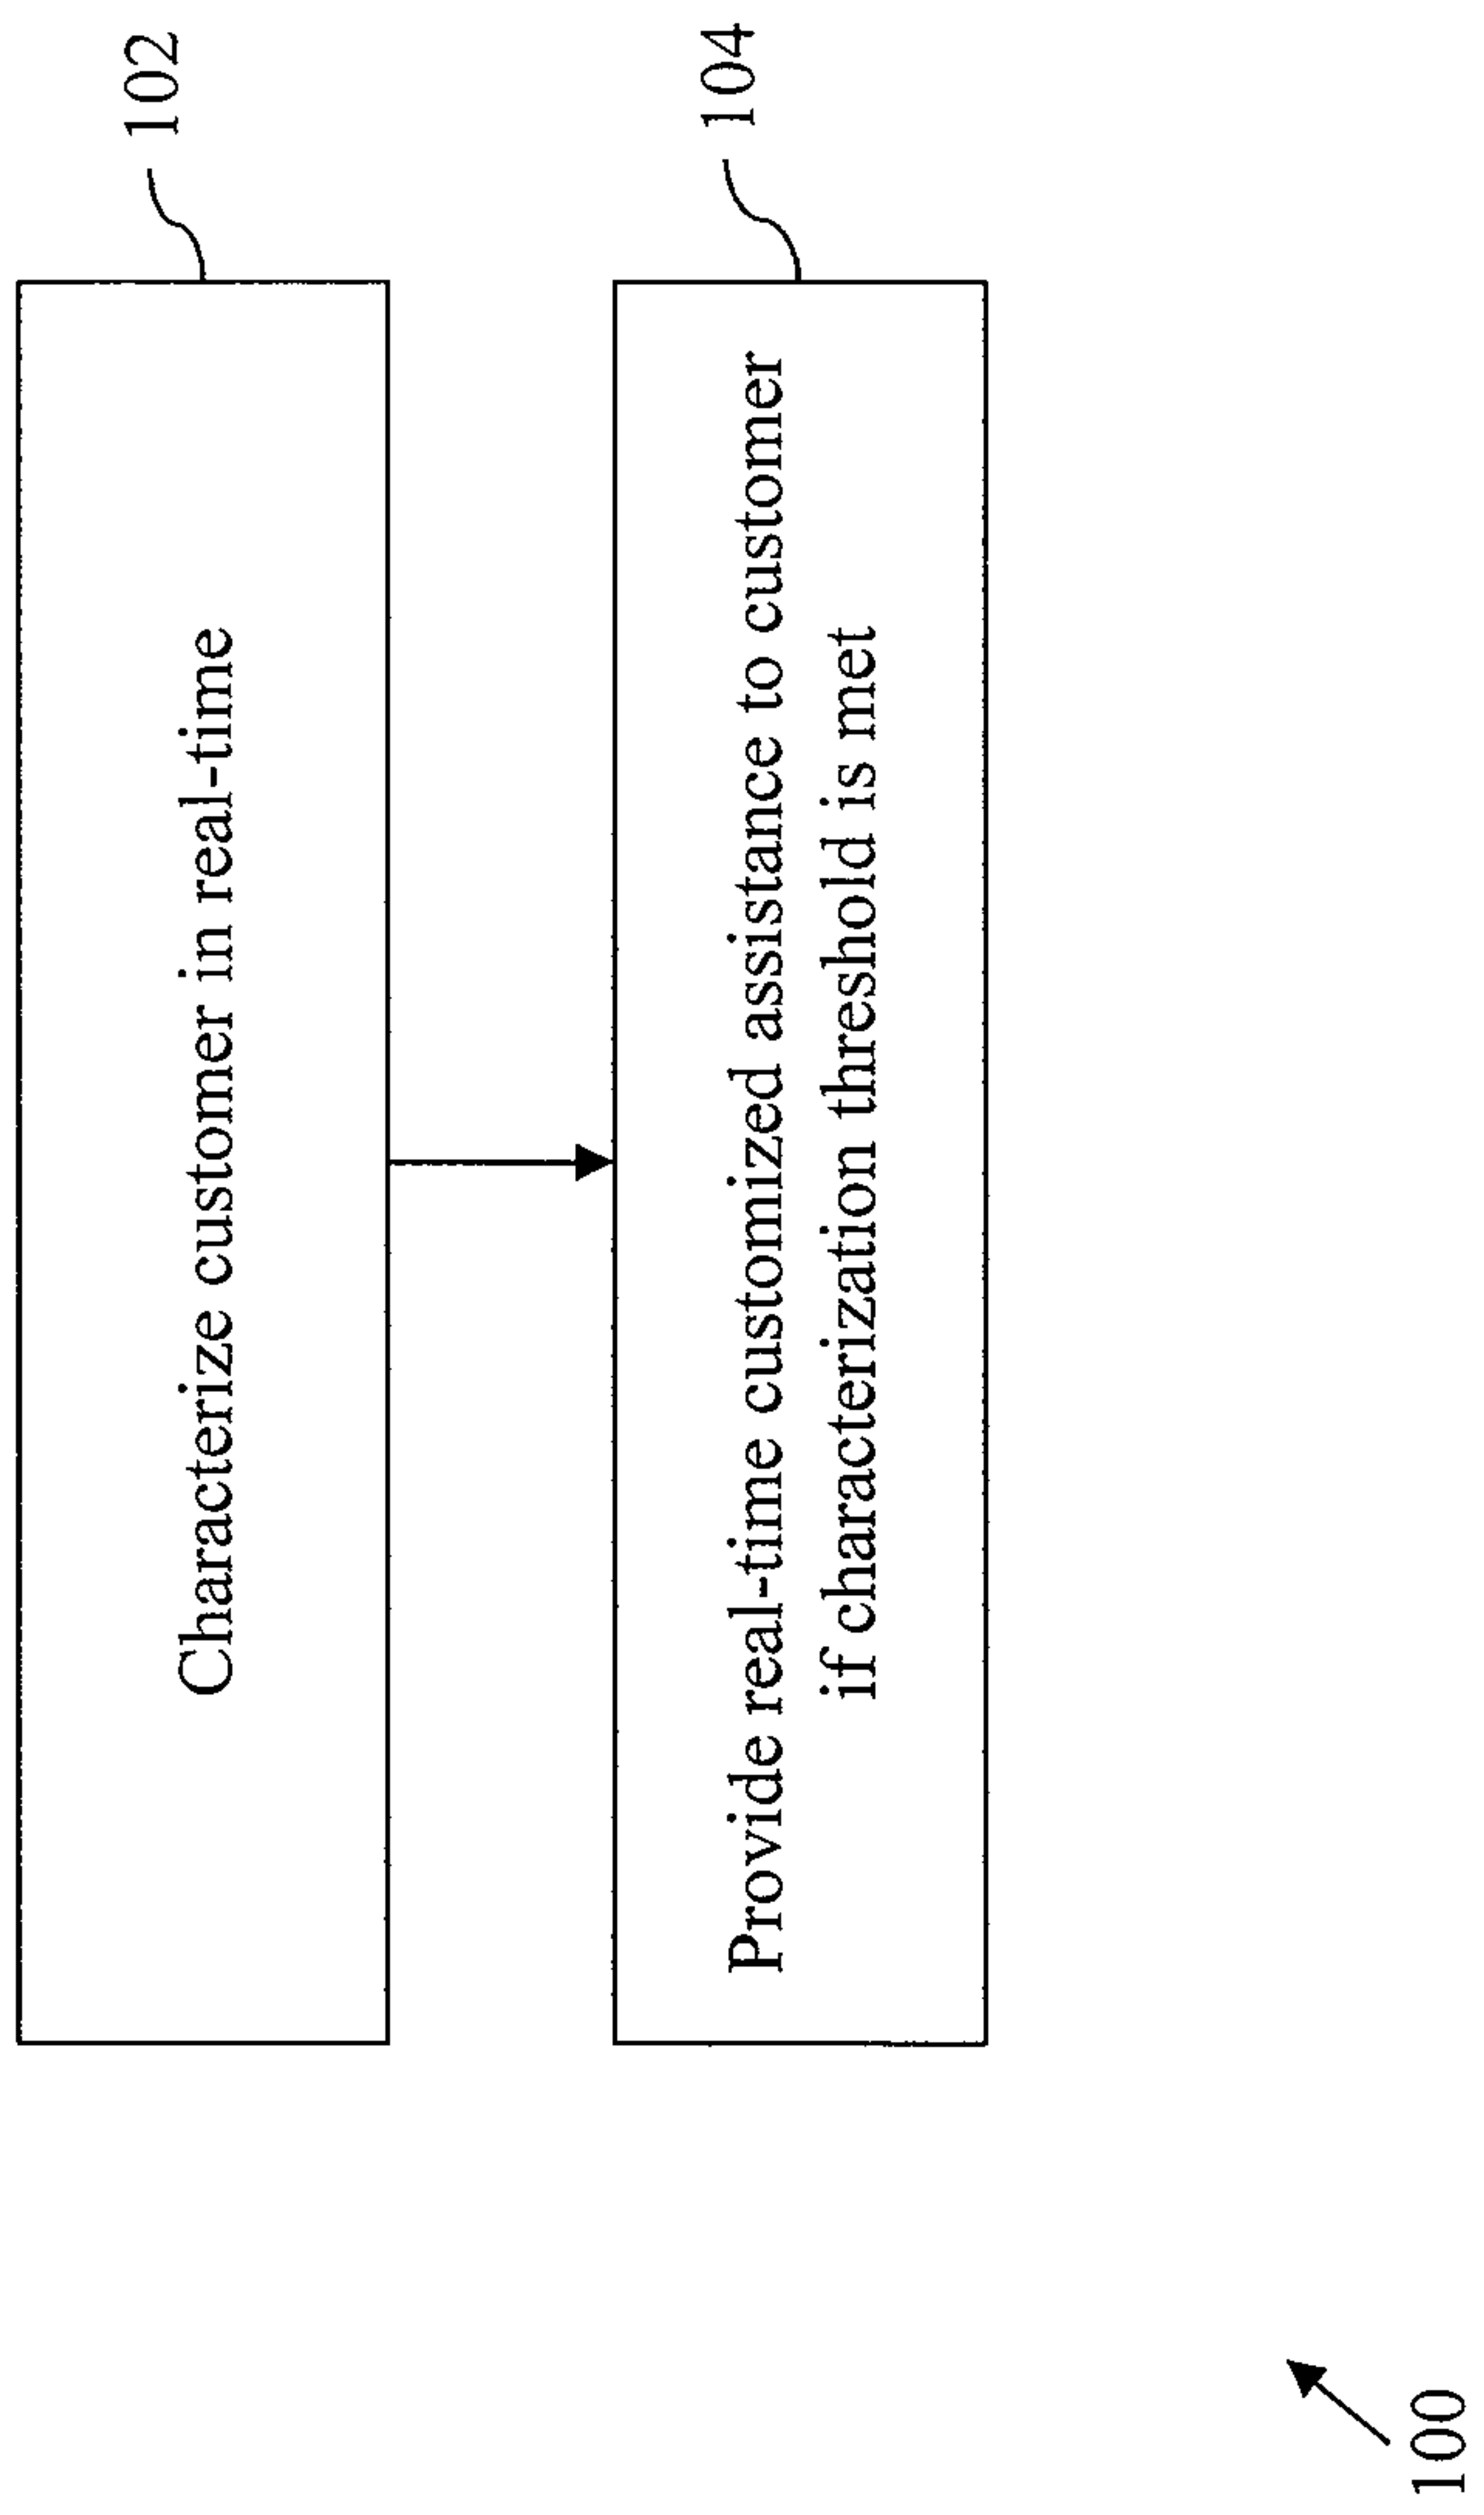 Characterize customer in real-time
102
Provide real-time customized assistance to customer
if characterization threshold is met
104
100